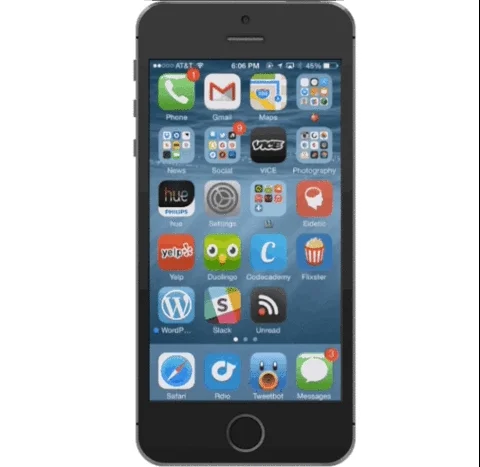 AT&T 6:06 PM 45%
1
Phone Gmail Maps
9
VICE
News Social VICE Photography
hue
PHILIPS
hue Settings Eidetic
yelp C
Yelp Duolingo Codecademy Flixster
W S
WordP... Slack Unread
3
Safari Rdio Tweetbot Messages